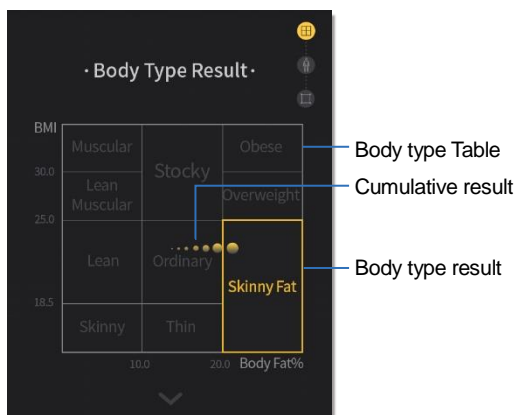 · Body Type Result ·
BMI
Muscular
Stocky
Obese
30.0
Lean
Muscular
Overweight
25.0
Lean
Ordinary
Skinny Fat
18.5
Skinny
Thin
10.0
20.0
Body Fat%
Body type Table
Cumulative result
Body type result